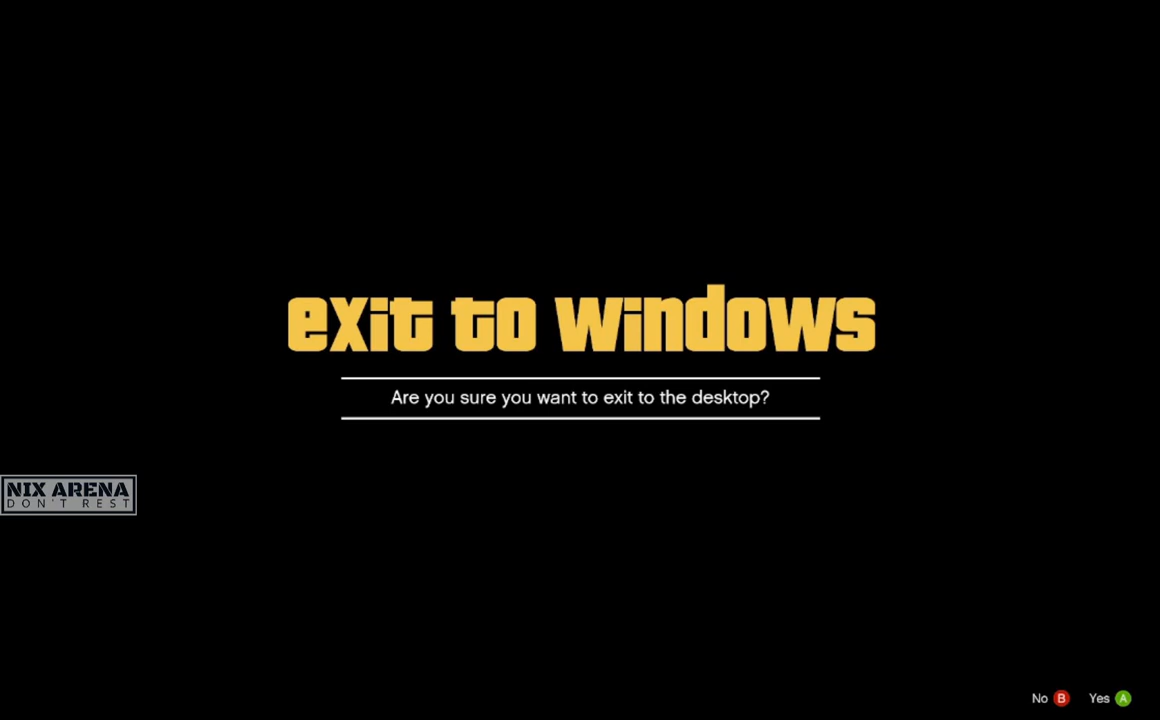 exit to windows
Are you sure you want to exit to the desktop?
NIX ARENA
DON'T REST
No B Yes A